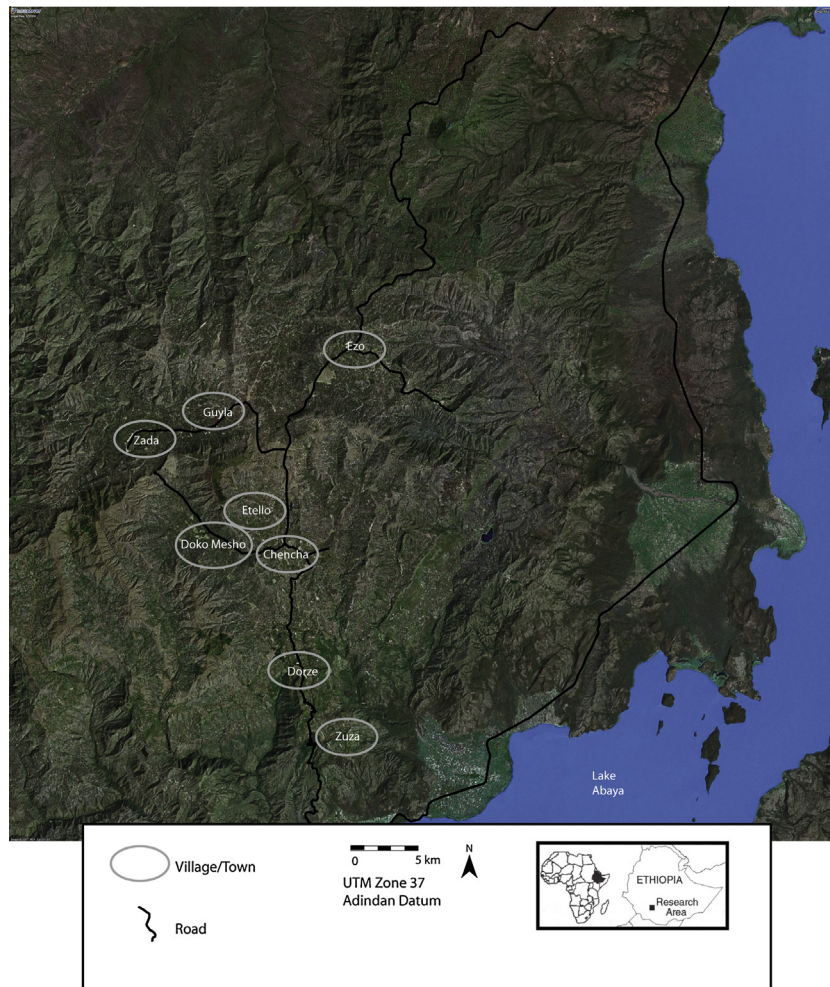 Ezo
Guyla
Zada
Etello
Doko Mesho
Chencha
Dorze
Zuza
Lake
Abaya
Village/Town
Road
0 5 km
N
UTM Zone 37
Adindan Datum
ETHIOPIA
Research
Area